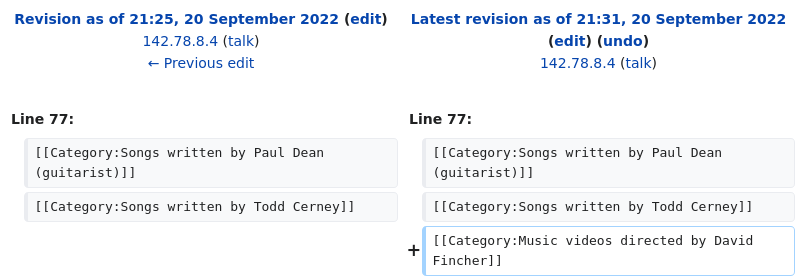 Revision as of 21:25, 20 September 2022 (edit)
142.78.8.4 (talk)
← Previous edit
Latest revision as of 21:31, 20 September 2022
(edit) (undo)
142.78.8.4 (talk)
Line 77:
Line 77:
[[Category:Songs written by Paul Dean
(guitarist)]]
[[Category:Songs written by Paul Dean
(guitarist)]]
[[Category:Songs written by Todd Cerney]]
[[Category:Songs written by Todd Cerney]]
+ [[Category:Music videos directed by David
Fincher]]